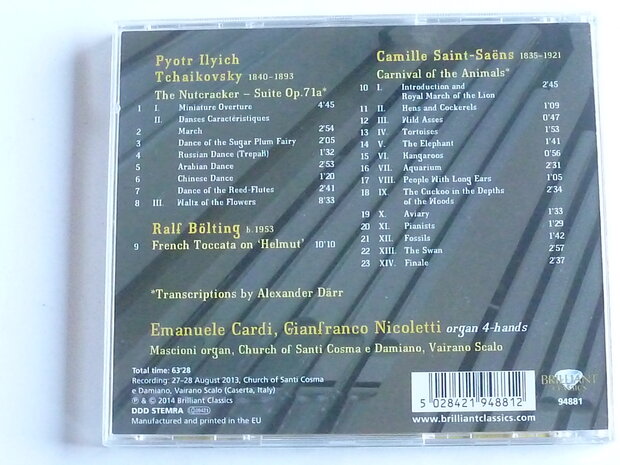 Pyotr Ilyich
Tchaikovsky 1840-1893
The Nutcracker – Suite Op.71a*
1 I. Miniature Overture 4'45
II. Danses Caractéristiques
2 March 2'54
3 Dance of the Sugar Plum Fairy 2'05
4 Russian Dance (Trepak) 1'32
5 Arabian Dance 2'53
6 Chinese Dance 1'20
7 Dance of the Reed-Flutes 2'41
8 III. Waltz of the Flowers 8'33
Ralf Bölting b.1953
9 French Toccata on 'Helmut' 10'10
Camille Saint-Saëns 1835-1921
Carnival of the Animals*
10 I. Introduction and 2'45
Royal March of the Lion
11 II. Hens and Cockerels 1'09
12 III. Wild Asses 0'47
13 IV. Tortoises 1'53
14 V. The Elephant 1'41
15 VI. Kangaroos 0'56
16 VII. Aquarium 2'31
17 VIII. People With Long Ears 1'05
18 IX. The Cuckoo in the Depths 2'34
of the Woods
19 X. Aviary 1'33
20 XI. Pianists 1'29
21 XII. Fossils 1'42
22 XIII. The Swan 2'57
23 XIV. Finale 2'37
*Transcriptions by Alexander Därr
Emanuele Cardi, Gianfranco Nicoletti organ 4-hands
Mascioni organ, Church of Santi Cosma e Damiano, Vairano Scalo
Total time: 63'28
Recording: 27-28 August 2013, Church of Santi Cosma
e Damiano, Vairano Scalo (Caserta, Italy)
℗ & © 2014 Brilliant Classics
DDD STEMRA
Manufactured and printed in the EU
5 028421 948812
www.brilliantclassics.com
BRILLIANT
CLASSICS
94881